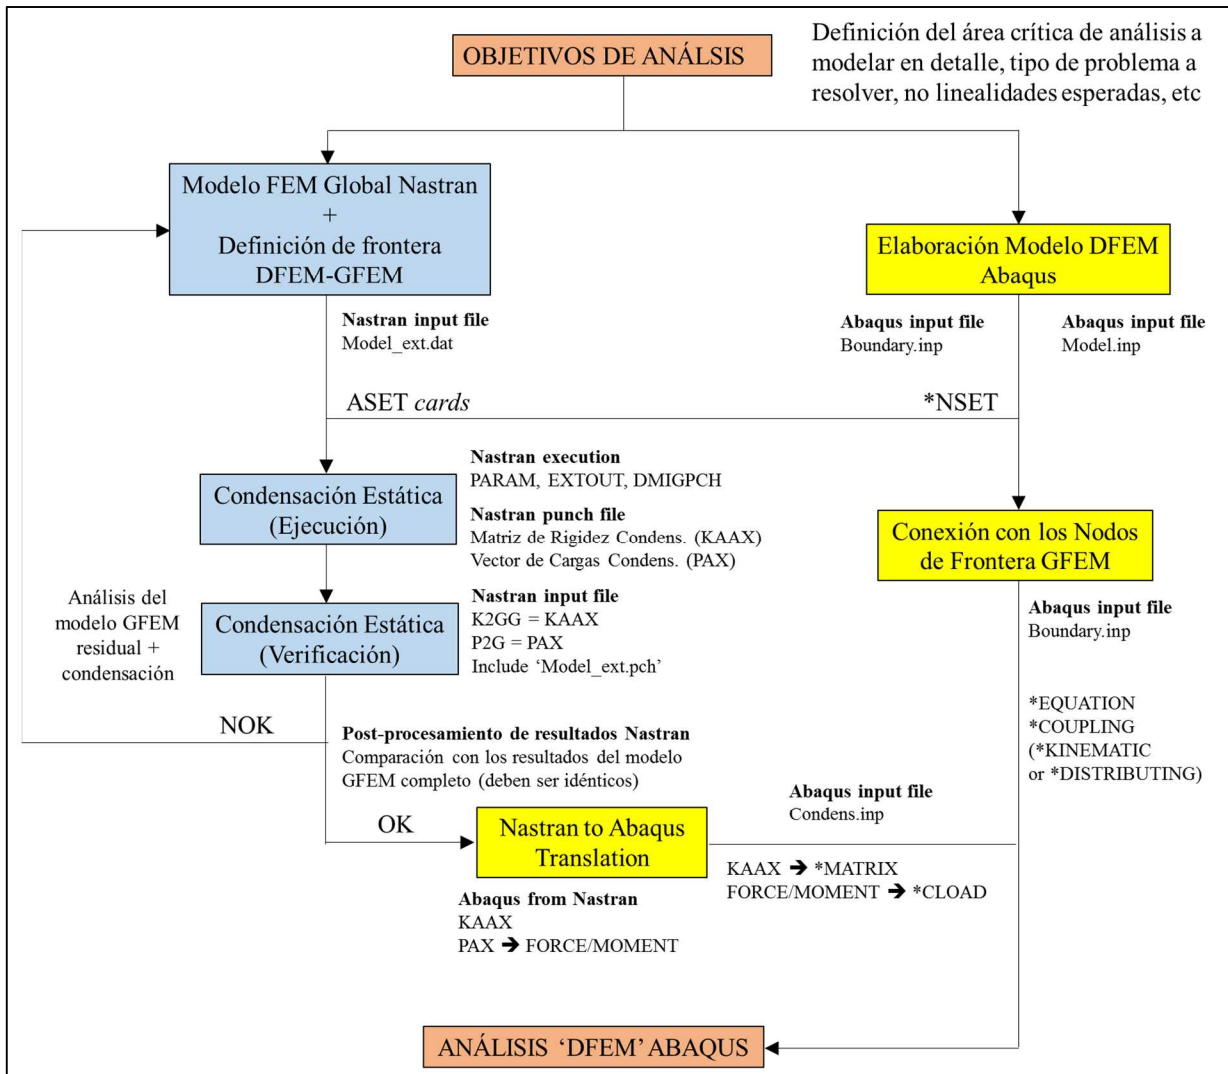 OBJETIVOS DE ANÁLSIS
Definición del área crítica de análisis a
modelar en detalle, tipo de problema a
resolver, no linealidades esperadas, etc
Modelo FEM Global Nastran
+
Definición de frontera
DFEM-GFEM
Elaboración Modelo DFEM
Abaqus
Nastran input file
Model_ext.dat
Abaqus input file
Boundary.inp
Abaqus input file
Model.inp
ASET cards
*NSET
Nastran execution
PARAM, EXTOUT, DMIGPCH
Condensación Estática
(Ejecución)
Nastran punch file
Matriz de Rigidez Condens. (KAAX)
Vector de Cargas Condens. (PAX)
Conexión con los Nodos
de Frontera GFEM
Análisis del
modelo GFEM
residual +
condensación
Condensación Estática
(Verificación)
Nastran input file
K2GG = KAAX
P2G = PAX
Include ‘Model_ext.pch’
Abaqus input file
Boundary.inp
NOK
Post-procesamiento de resultados Nastran
Comparación con los resultados del modelo
GFEM completo (deben ser idénticos)
*EQUATION
*COUPLING
(*KINEMATIC
or *DISTRIBUTING)
OK
Nastran to Abaqus
Translation
Abaqus input file
Condens.inp
KAAX ➔ *MATRIX
FORCE/MOMENT ➔ *CLOAD
Abaqus from Nastran
KAAX
PAX ➔ FORCE/MOMENT
ANÁLISIS ‘DFEM’ ABAQUS